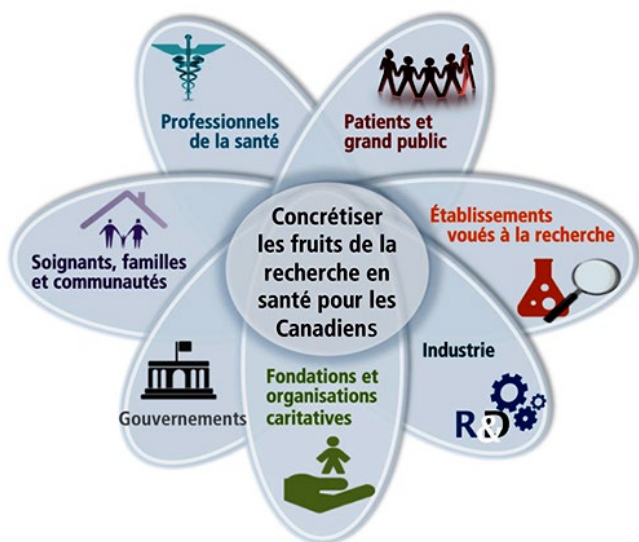 Professionnels
de la santé
Patients et
grand public
Établissements
voués à la recherche
Industrie
R&D
Fondations et
organisations
caritatives
Gouvernements
Soignants, familles
et communautés
Concrétiser
les fruits de la
recherche en
santé pour les
Canadiens